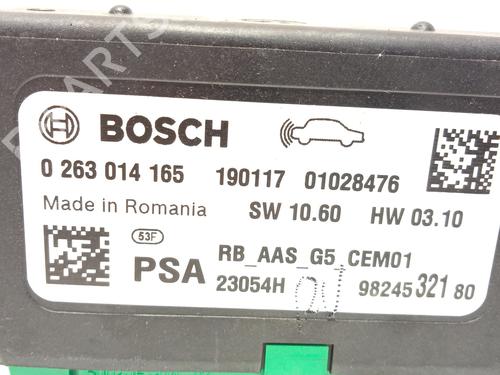 PARTS
BOSCH
0 263 014 165 190117 01028476
Made in Romania SW 10.60 HW 03.10
53F
PSA RB_AAS_G5_CEM01
23054H 98245 321 80